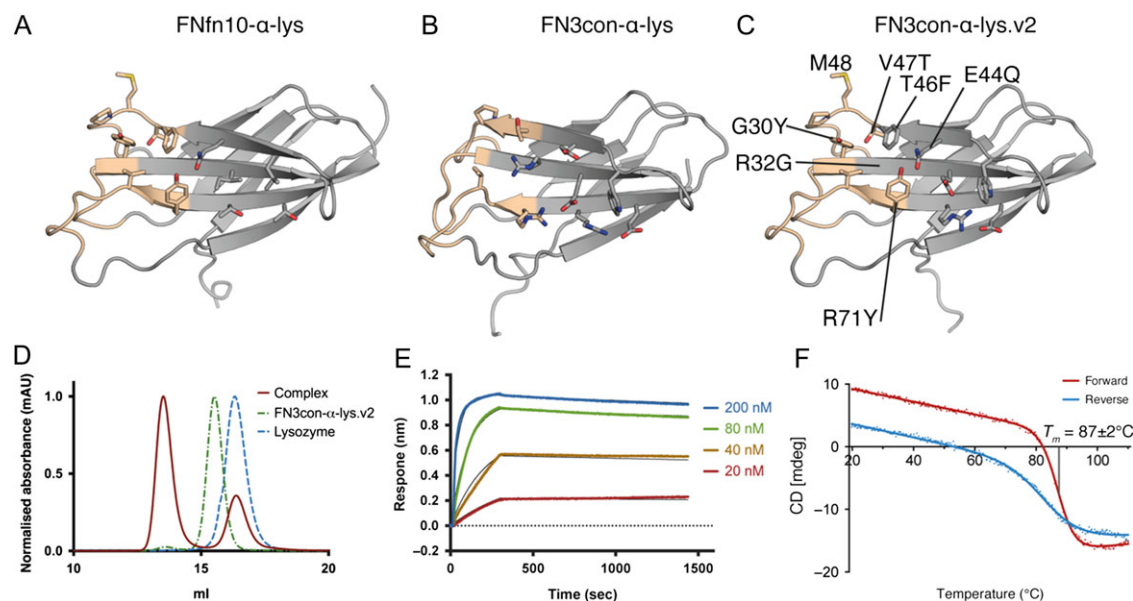 A
FNfn10-α-lys
B
FN3con-α-lys
C
FN3con-α-lys.v2
M48
V47T
T46F
E44Q
G30Y
R32G
R71Y
D
Normalised absorbance (mAU)
1.0
0.5
0.0
10
15
20
ml
Complex
FN3con-α-lys.v2
Lysozyme
E
Respone (nm)
1.2
1.0
0.8
0.6
0.4
0.2
0.0
−0.2
0
500
1000
1500
Time (sec)
200 nM
80 nM
40 nM
20 nM
F
CD [mdeg]
10
0
−10
−20
20
40
60
80
100
Temperature (°C)
Forward
Reverse
Tm = 87±2°C